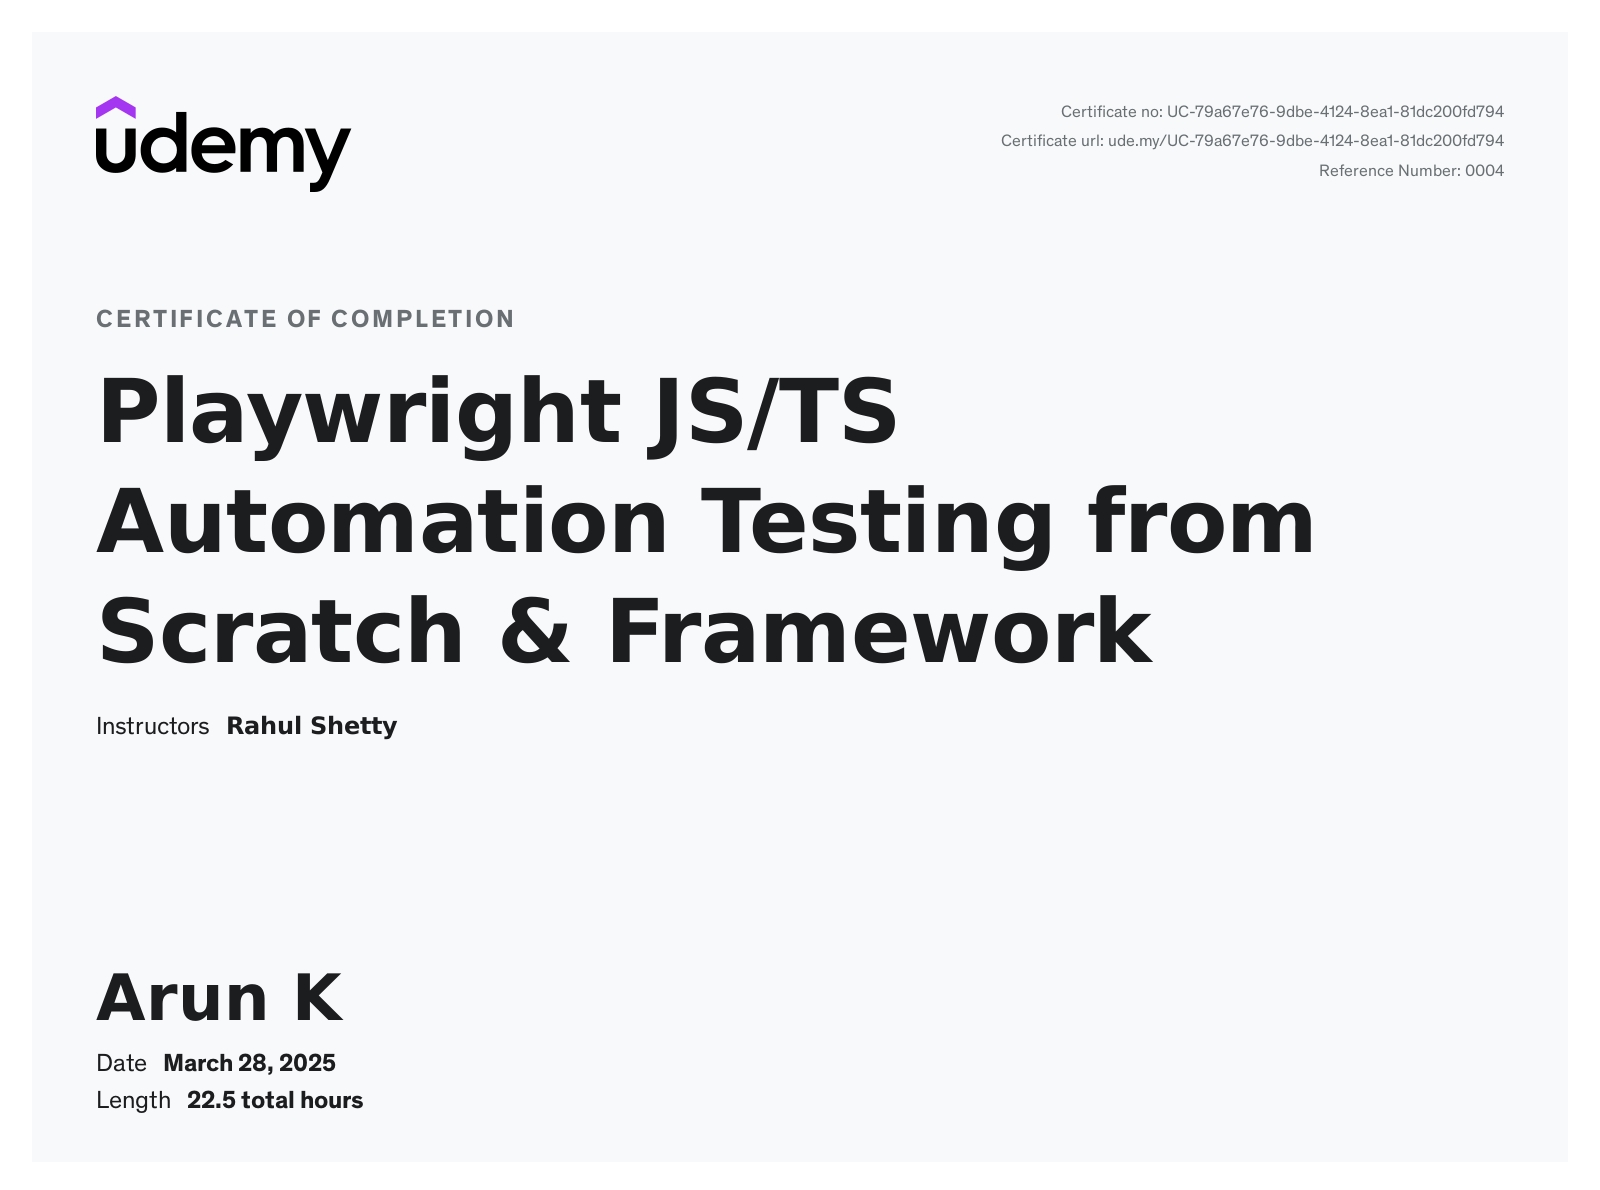 udemy
Certificate no: UC-79a67e76-9dbe-4124-8ea1-81dc200fd794
Certificate url: ude.my/UC-79a67e76-9dbe-4124-8ea1-81dc200fd794
Reference Number: 0004
CERTIFICATE OF COMPLETION
Playwright JS/TS
Automation Testing from
Scratch & Framework
Instructors Rahul Shetty
Arun K
Date March 28, 2025
Length 22.5 total hours